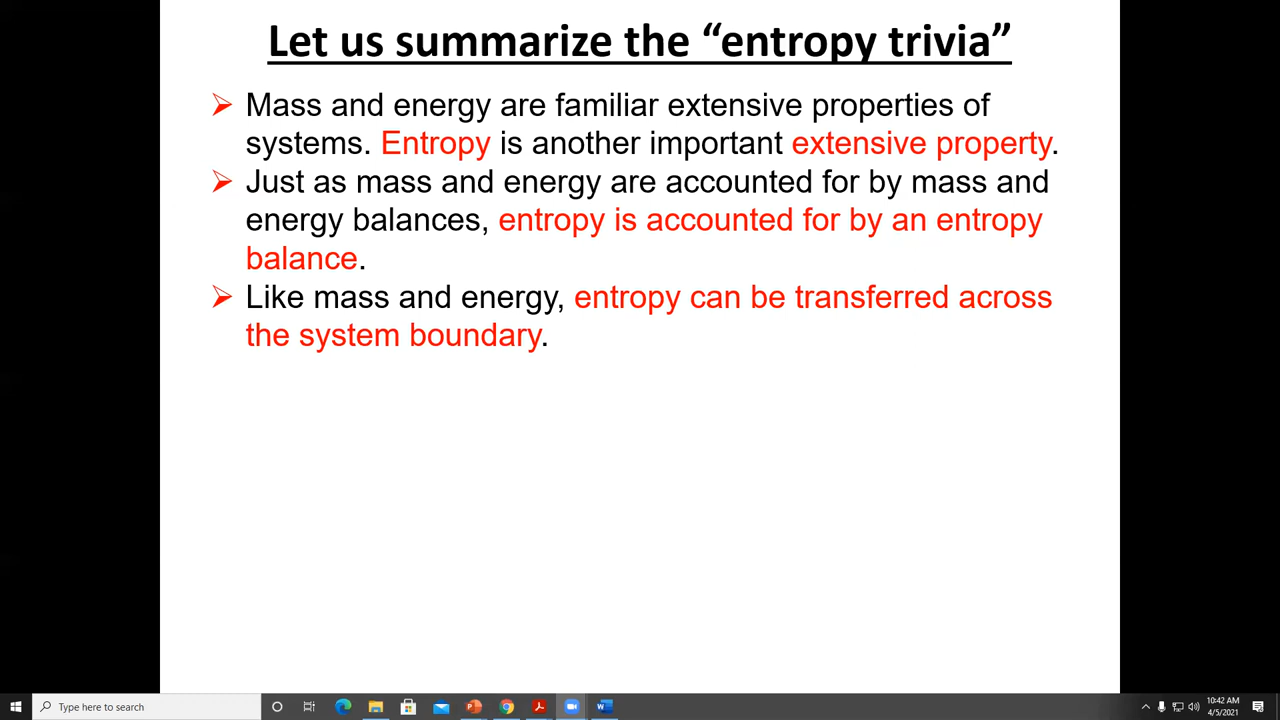 Let us summarize the “entropy trivia”
Mass and energy are familiar extensive properties of
systems. Entropy is another important extensive property.
Just as mass and energy are accounted for by mass and
energy balances, entropy is accounted for by an entropy
balance.
Like mass and energy, entropy can be transferred across
the system boundary.
Type here to search
10:42 AM
4/5/2021